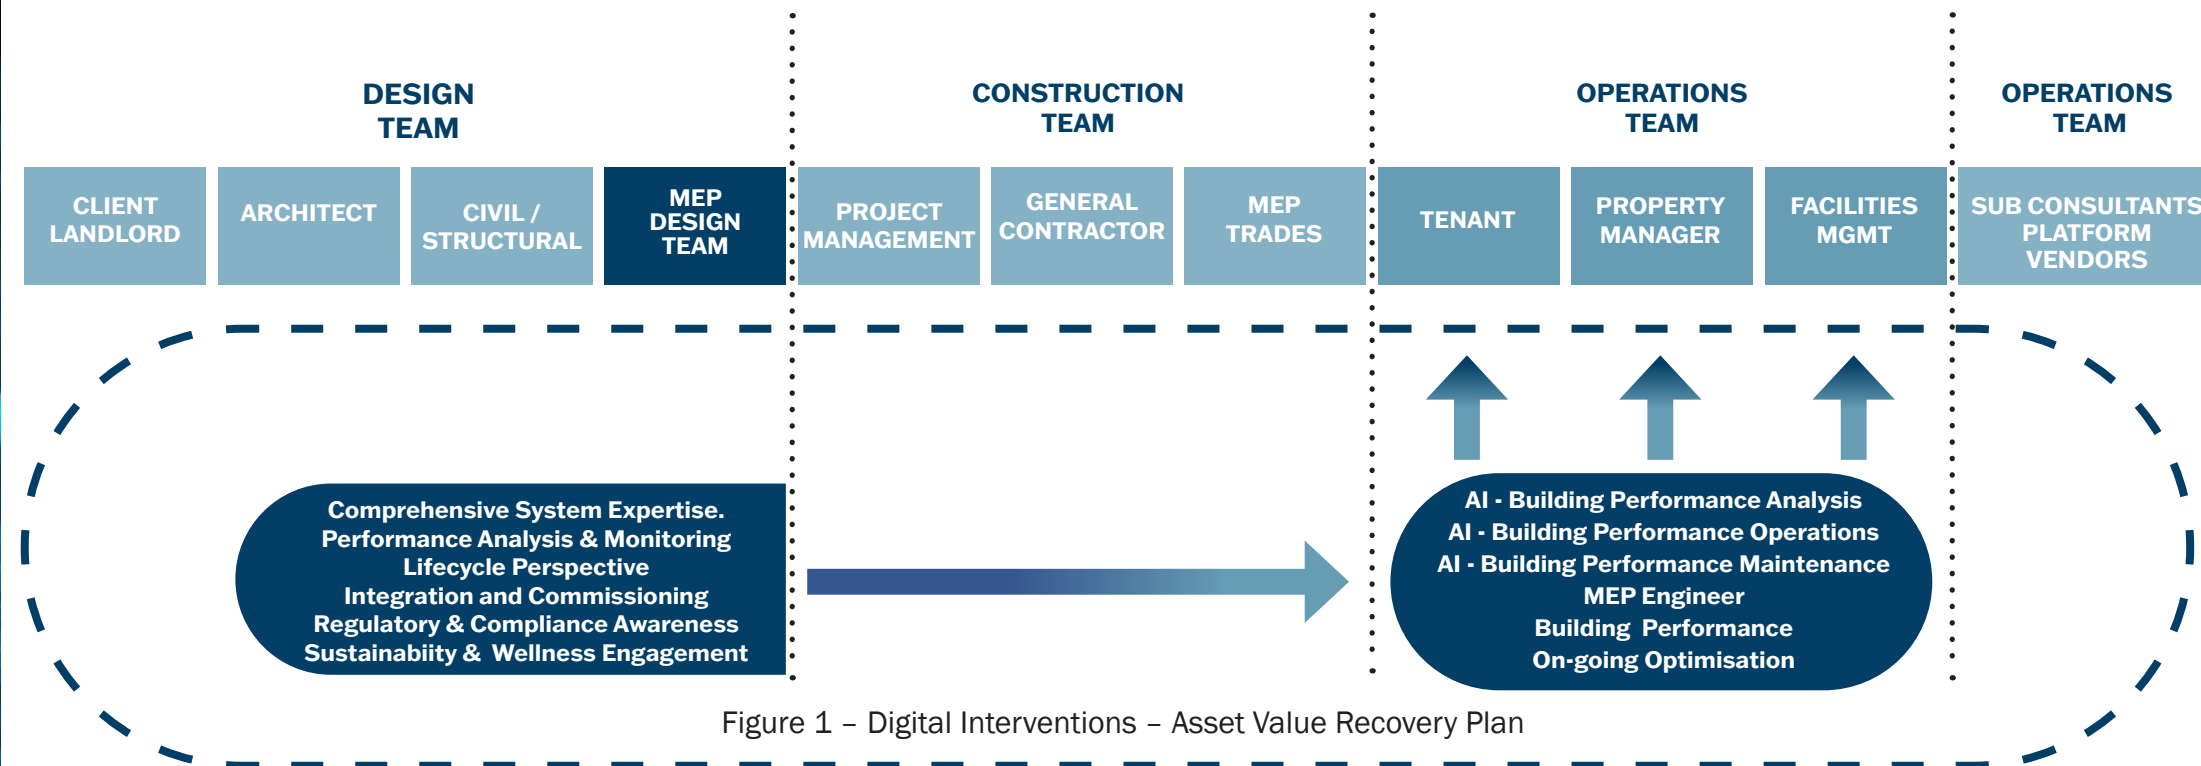 DESIGN
TEAM
CONSTRUCTION
TEAM
OPERATIONS
TEAM
OPERATIONS
TEAM
CLIENT
LANDLORD
ARCHITECT
CIVIL /
STRUCTURAL
MEP
DESIGN
TEAM
PROJECT
MANAGEMENT
GENERAL
CONTRACTOR
MEP
TRADES
TENANT
PROPERTY
MANAGER
FACILITIES
MGMT
SUB CONSULTANTS
PLATFORM
VENDORS
Comprehensive System Expertise.
Performance Analysis & Monitoring
Lifecycle Perspective
Integration and Commissioning
Regulatory & Compliance Awareness
Sustainabiity & Wellness Engagement
AI - Building Performance Analysis
AI - Building Performance Operations
AI - Building Performance Maintenance
MEP Engineer
Building Performance
On-going Optimisation
Figure 1 – Digital Interventions – Asset Value Recovery Plan